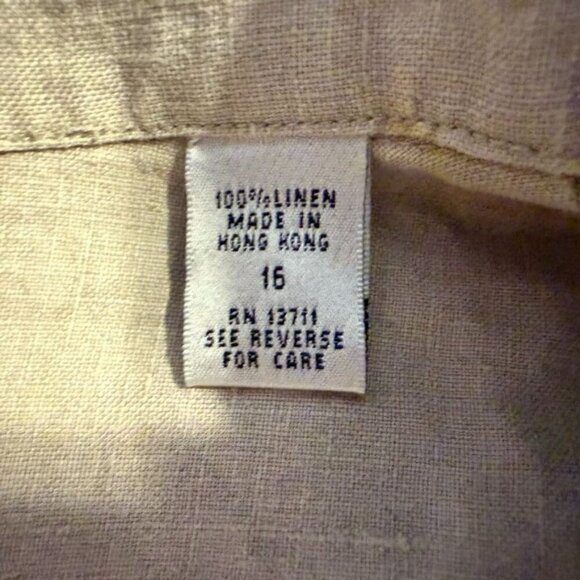 100% LINEN
MADE IN
HONG KONG
16
RN 13711
SEE REVERSE
FOR CARE